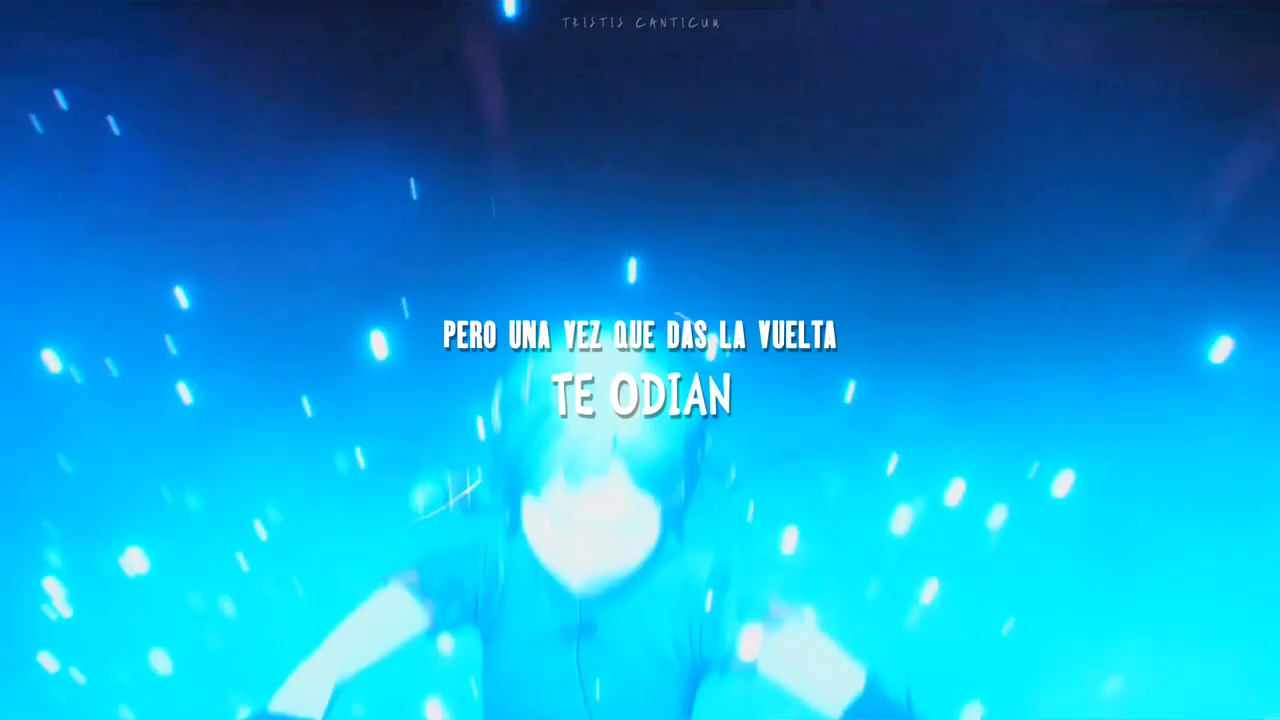 TRISTIS CANTICUM
PERO UNA VEZ QUE DAS LA VUELTA
TE ODIAN